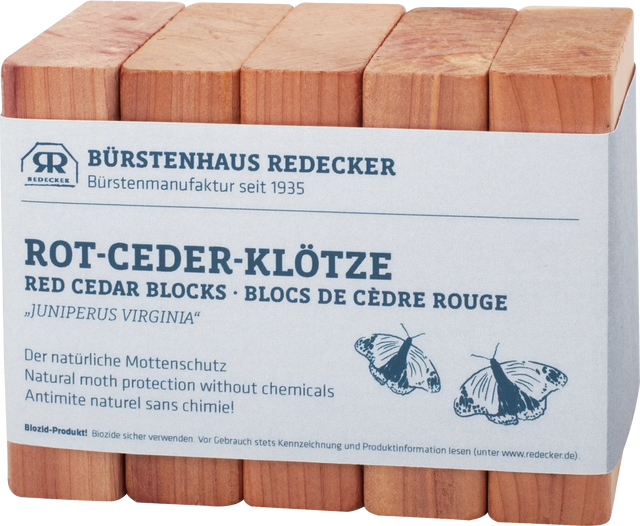 RR
REDECKER
BÜRSTENHAUS REDECKER
Bürstenmanufaktur seit 1935
ROT-CEDER-KLÖTZE
RED CEDAR BLOCKS · BLOCS DE CÈDRE ROUGE
„JUNIPERUS VIRGINIA“
Der natürliche Mottenschutz
Natural moth protection without chemicals
Antimite naturel sans chimie!
Biozid-Produkt! Biozide sicher verwenden. Vor Gebrauch stets Kennzeichnung und Produktinformation lesen (unter www.redecker.de).